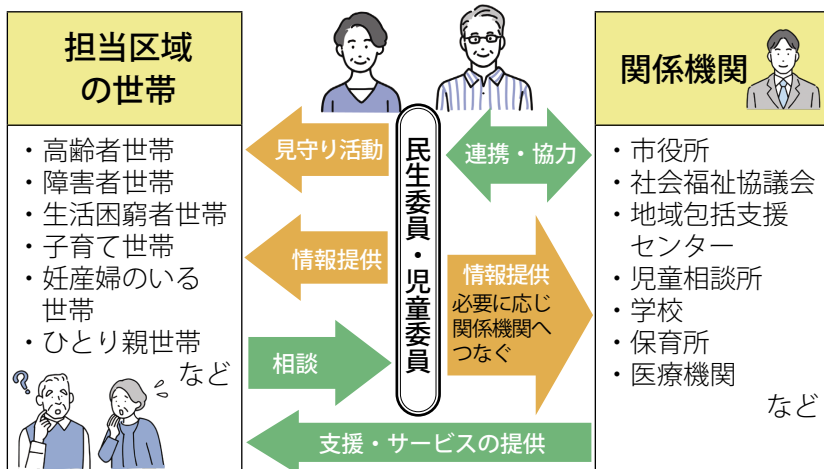 担当区域
の世帯
・高齢者世帯
・障害者世帯
・生活困窮者世帯
・子育て世帯
・妊産婦のいる
世帯
・ひとり親世帯
など
?
見守り活動
情報提供
相談
民生委員・児童委員
連携・協力
情報提供
必要に応じ
関係機関へ
つなぐ
支援・サービスの提供
関係機関
・市役所
・社会福祉協議会
・地域包括支援
センター
・児童相談所
・学校
・保育所
・医療機関
など